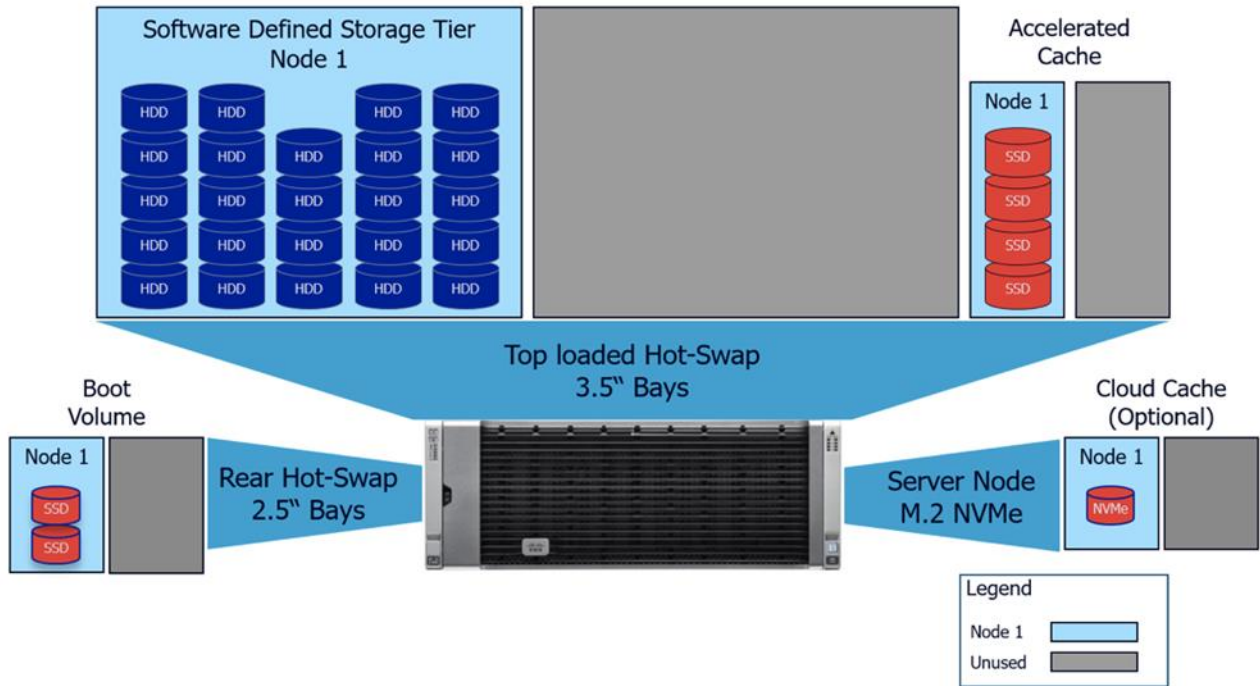 Software Defined Storage Tier
Node 1
HDD HDD HDD HDD
HDD HDD HDD HDD HDD
HDD HDD HDD HDD HDD
HDD HDD HDD HDD HDD
HDD HDD HDD HDD HDD
Accelerated
Cache
Node 1
SSD
SSD
SSD
SSD
Top loaded Hot-Swap
3.5“ Bays
Boot
Volume
Node 1
SSD
SSD
Rear Hot-Swap
2.5“ Bays
Server Node
M.2 NVMe
Cloud Cache
(Optional)
Node 1
NVMe
Legend
Node 1
Unused